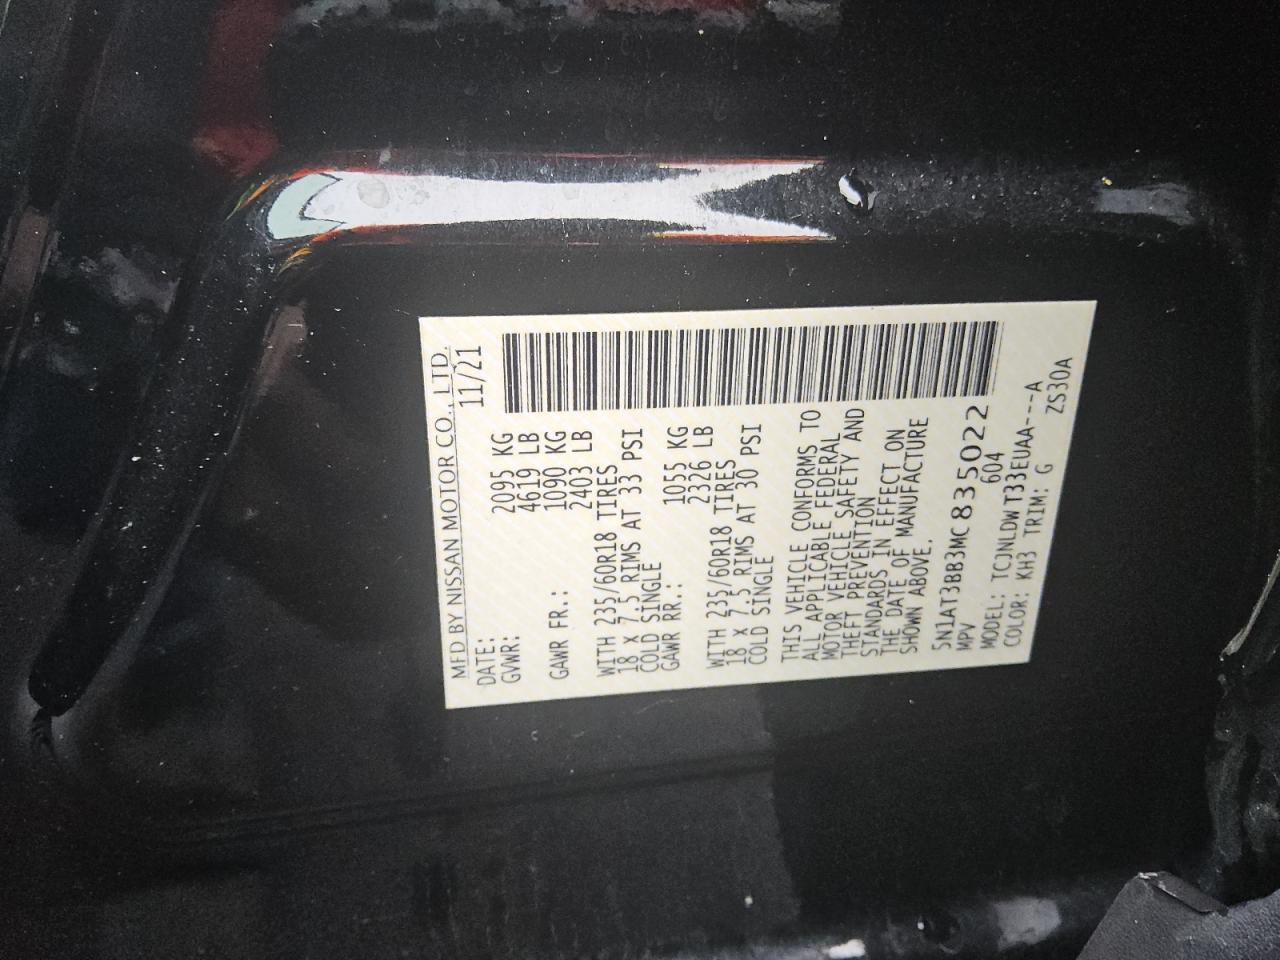 MFD BY NISSAN MOTOR CO., LTD.
DATE: 11/21
GVWR: 2095 KG
4619 LB
GAWR FR.: 1090 KG
2403 LB
WITH 235/60R18 TIRES
18 X 7.5 RIMS AT 33 PSI
COLD SINGLE
GAWR RR.: 1055 KG
2326 LB
WITH 235/60R18 TIRES
18 X 7.5 RIMS AT 30 PSI
COLD SINGLE
THIS VEHICLE CONFORMS TO
ALL APPLICABLE FEDERAL
MOTOR VEHICLE SAFETY AND
THEFT PREVENTION
STANDARDS IN EFFECT ON
THE DATE OF MANUFACTURE
SHOWN ABOVE.
5N1AT3BB3MC835022
MPV 604
MODEL: TCJNLDWT33EUAA---A
COLOR: KH3 TRIM: G ZS30A